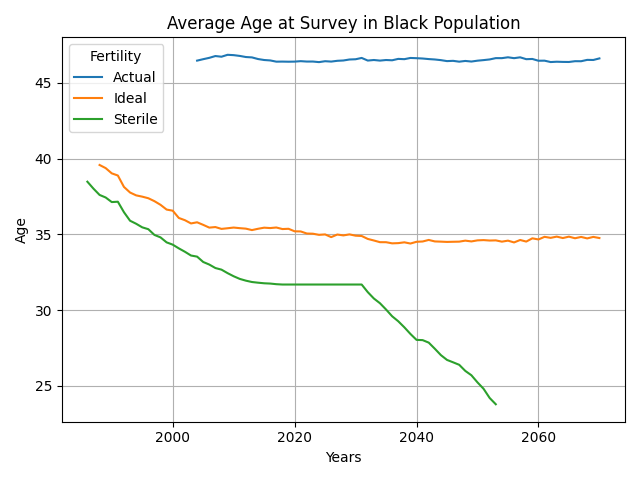 Average Age at Survey in Black Population
Fertility
Actual
Ideal
Sterile
45
40
35
30
25
Age
2000
2020
2040
2060
Years